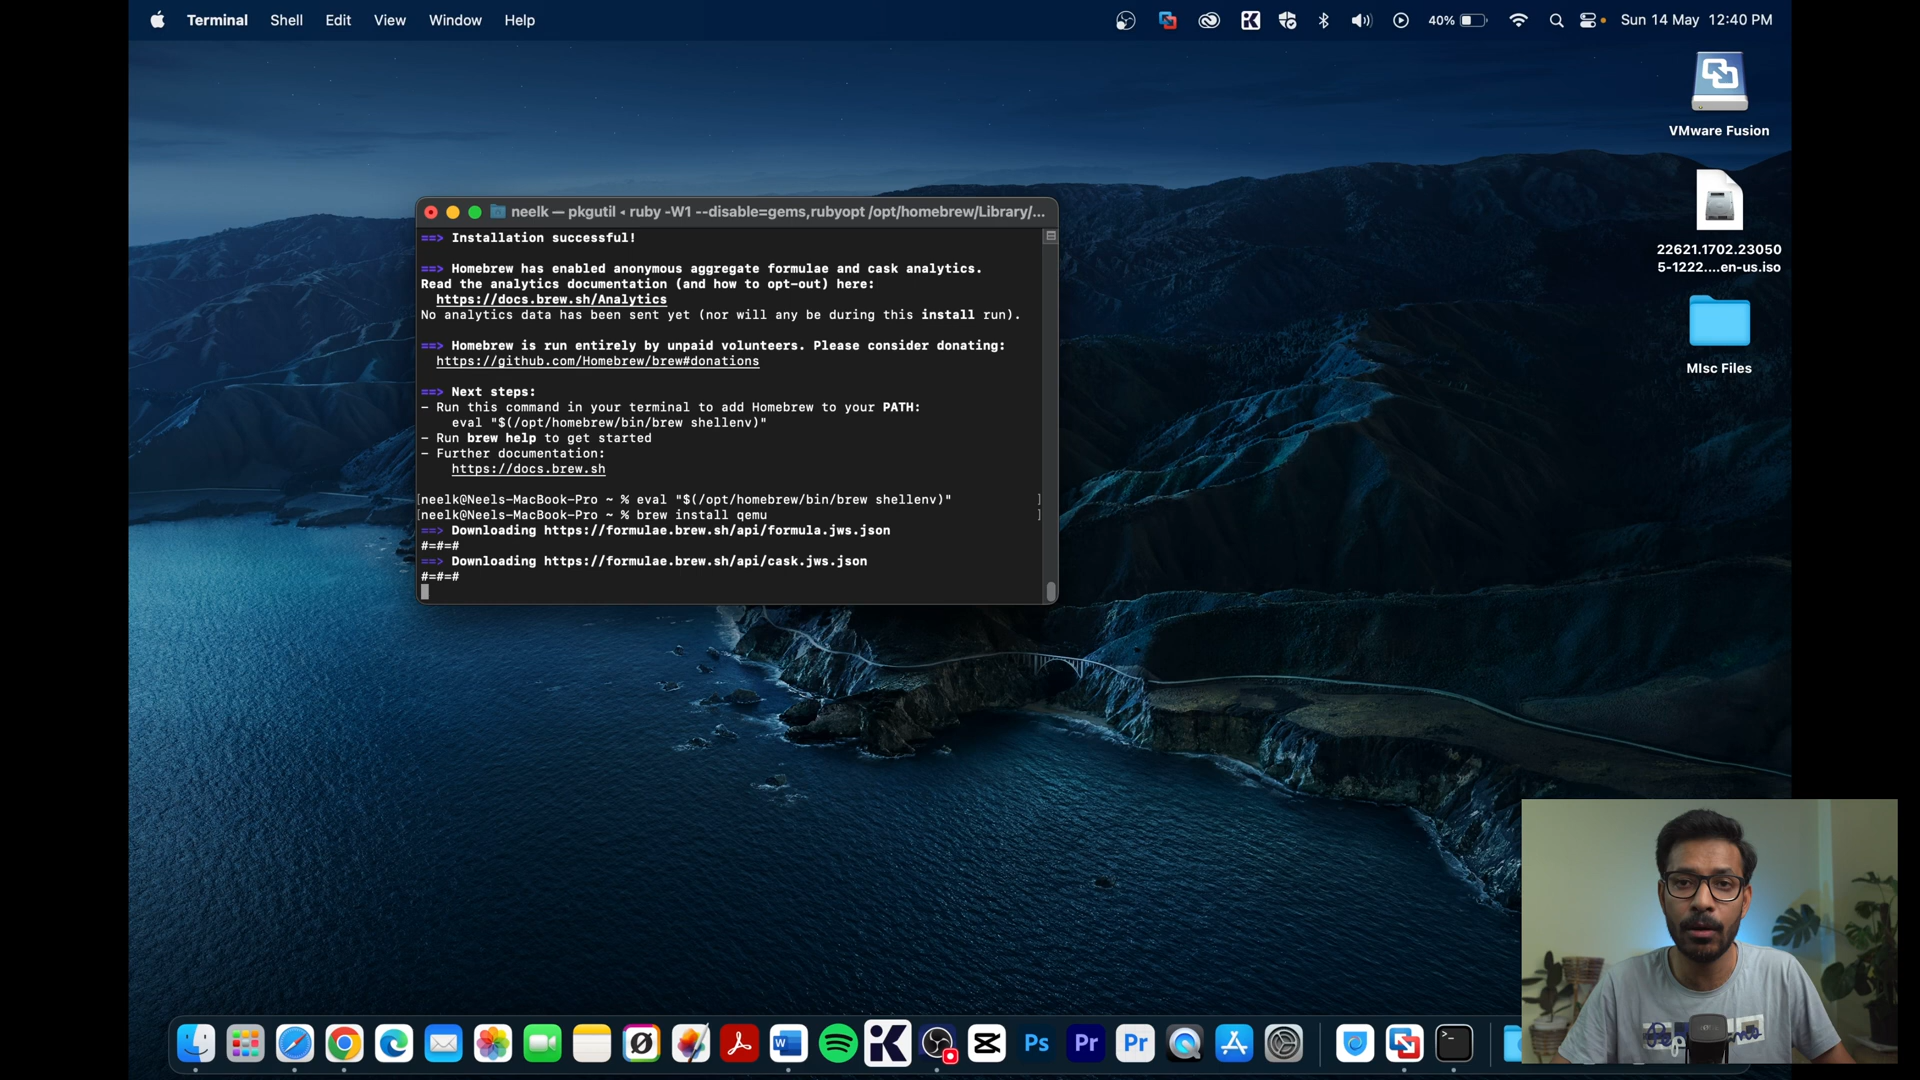 Terminal Shell Edit View Window Help
40%
Sun 14 May 12:40 PM
VMware Fusion
22621.1702.23050
5-1222....en-us.iso
MIsc Files
neelk — pkgutil ◂ ruby -W1 --disable=gems,rubyopt /opt/homebrew/Library/...
==> Installation successful!
==> Homebrew has enabled anonymous aggregate formulae and cask analytics.
Read the analytics documentation (and how to opt-out) here:
https://docs.brew.sh/Analytics
No analytics data has been sent yet (nor will any be during this install run).
==> Homebrew is run entirely by unpaid volunteers. Please consider donating:
https://github.com/Homebrew/brew#donations
==> Next steps:
- Run this command in your terminal to add Homebrew to your PATH:
eval "$(/opt/homebrew/bin/brew shellenv)"
- Run brew help to get started
- Further documentation:
https://docs.brew.sh
[neelk@Neels-MacBook-Pro ~ % eval "$(/opt/homebrew/bin/brew shellenv)" ]
[neelk@Neels-MacBook-Pro ~ % brew install qemu ]
==> Downloading https://formulae.brew.sh/api/formula.jws.json
#=#=#
==> Downloading https://formulae.brew.sh/api/cask.jws.json
#=#=#
W
Ps
Pr
Pr
>_